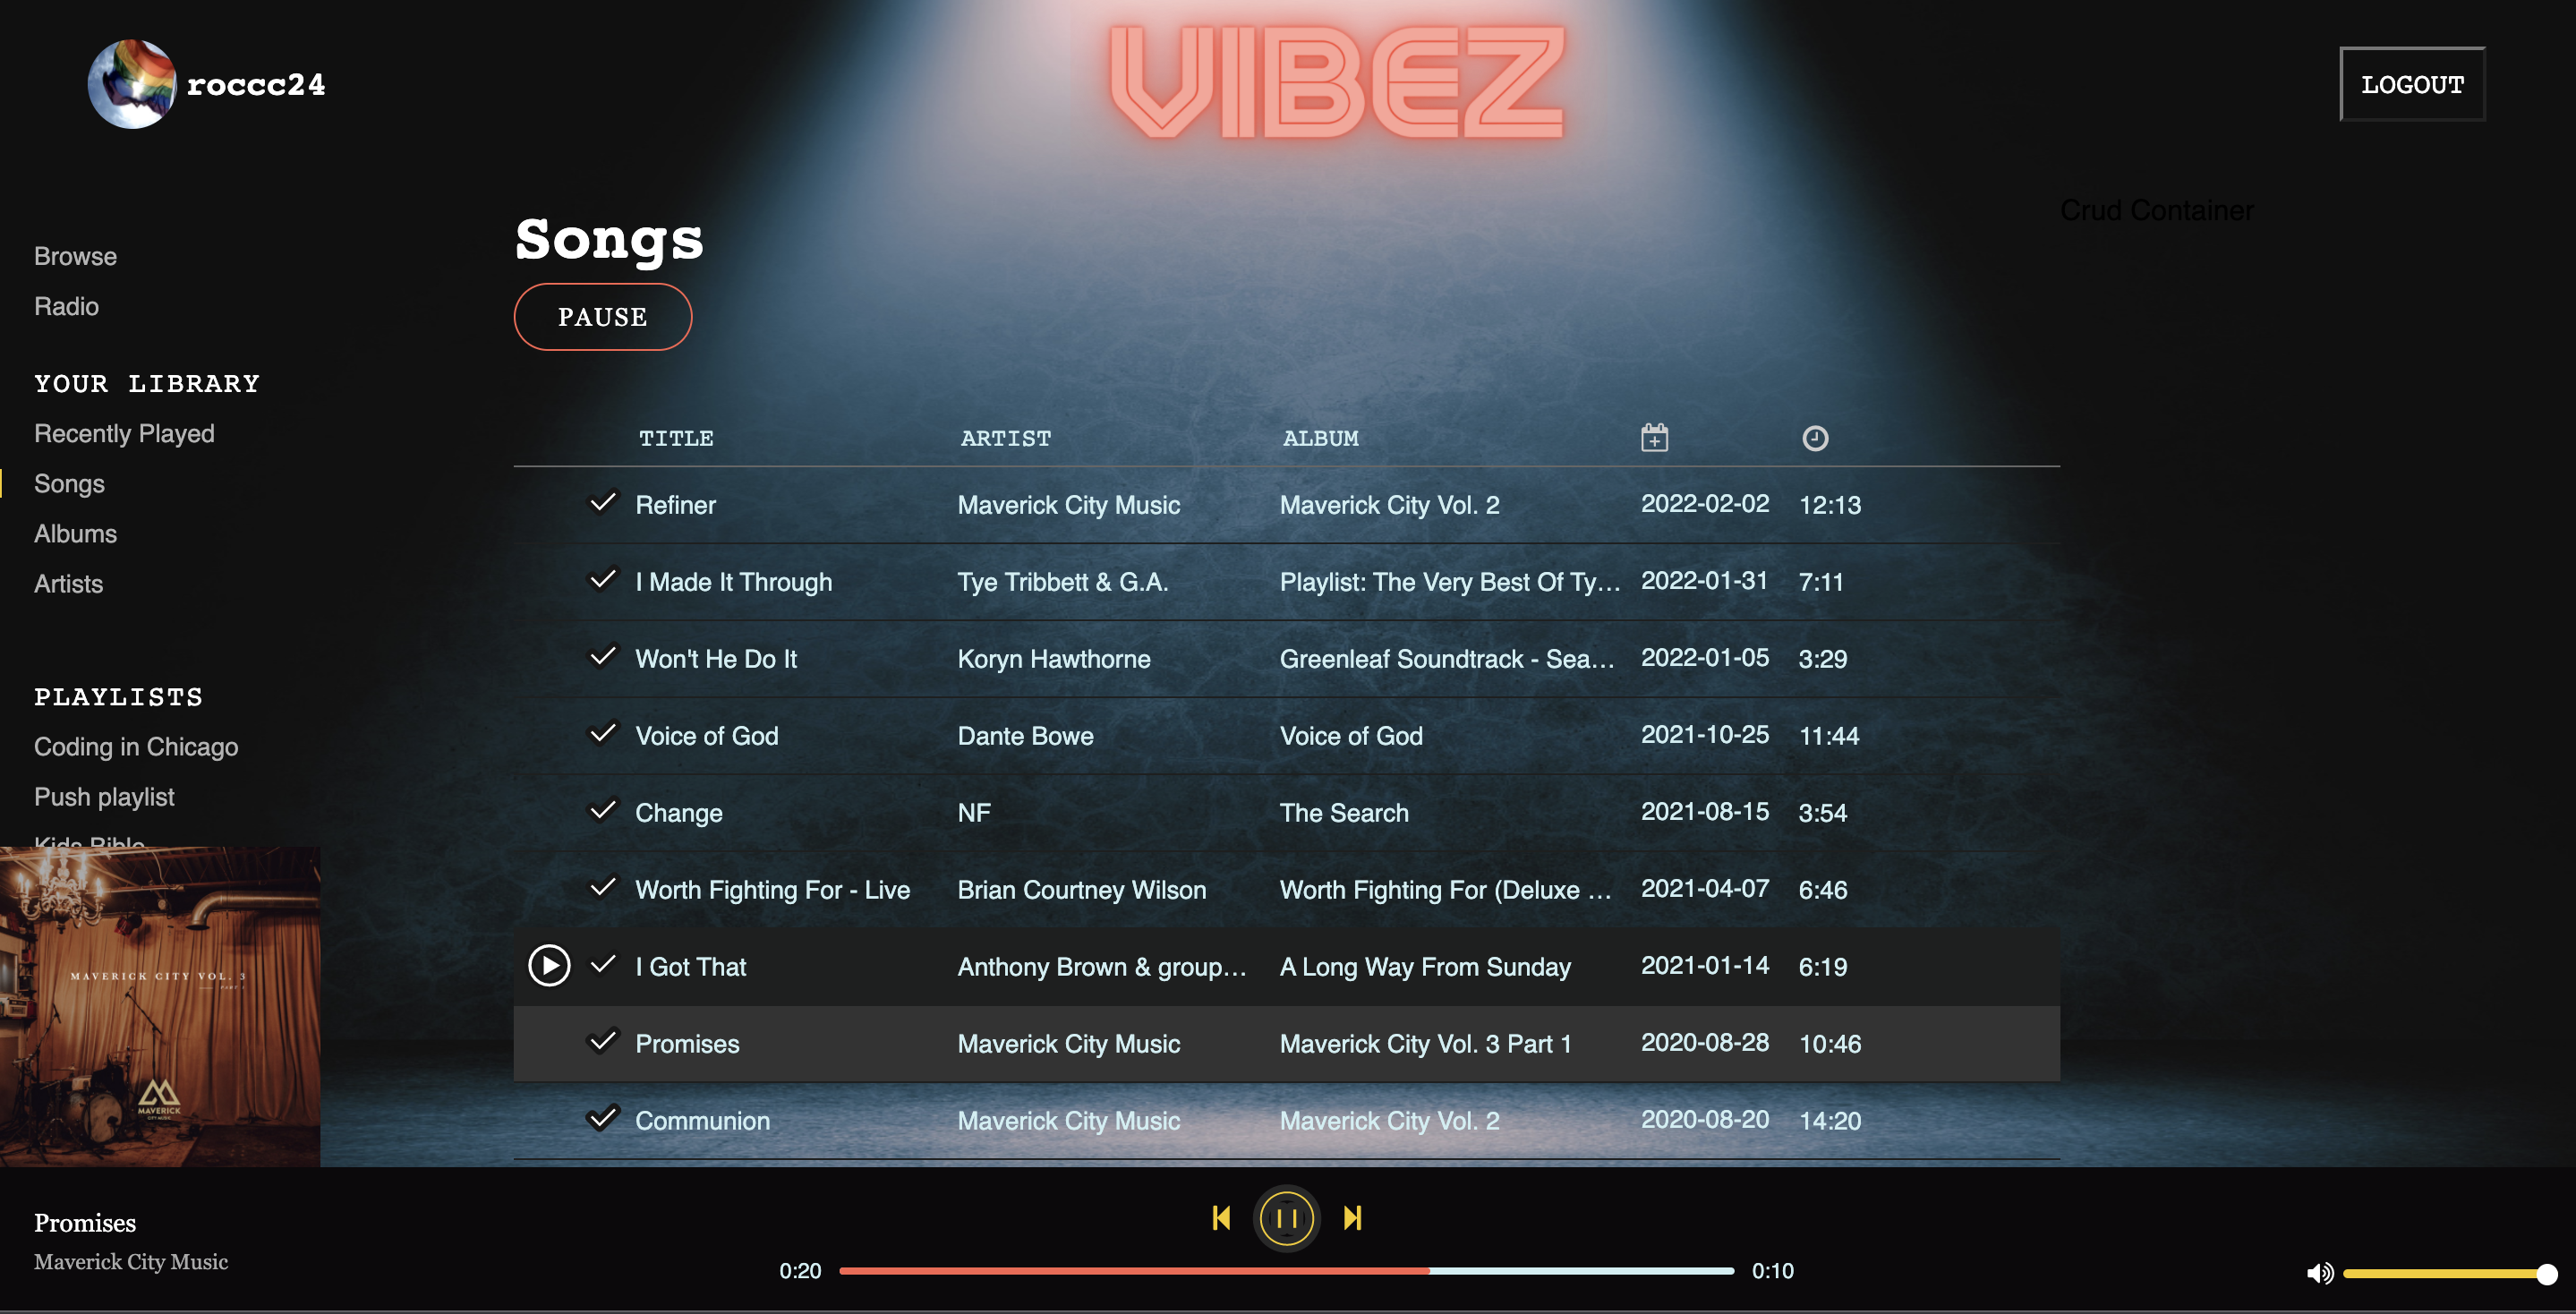 VIBEZ
roccc24
LOGOUT
Crud Container
Browse
Radio
YOUR LIBRARY
Recently Played
Songs
Albums
Artists
PLAYLISTS
Coding in Chicago
Push playlist
Kids Bible
Songs
PAUSE
TITLE ARTIST ALBUM
Refiner Maverick City Music Maverick City Vol. 2 2022-02-02 12:13
I Made It Through Tye Tribbett & G.A. Playlist: The Very Best Of Ty… 2022-01-31 7:11
Won't He Do It Koryn Hawthorne Greenleaf Soundtrack - Sea… 2022-01-05 3:29
Voice of God Dante Bowe Voice of God 2021-10-25 11:44
Change NF The Search 2021-08-15 3:54
Worth Fighting For - Live Brian Courtney Wilson Worth Fighting For (Deluxe … 2021-04-07 6:46
I Got That Anthony Brown & group… A Long Way From Sunday 2021-01-14 6:19
Promises Maverick City Music Maverick City Vol. 3 Part 1 2020-08-28 10:46
Communion Maverick City Music Maverick City Vol. 2 2020-08-20 14:20
MAVERICK CITY VOL. 3
PART 1
MAVERICK
CITY MUSIC
Promises
Maverick City Music
0:20 0:10